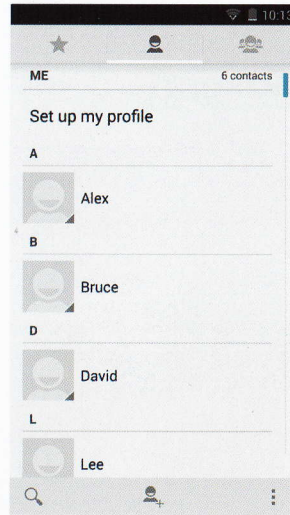 10:13
ME 6 contacts
Set up my profile
A
Alex
B
Bruce
D
David
L
Lee